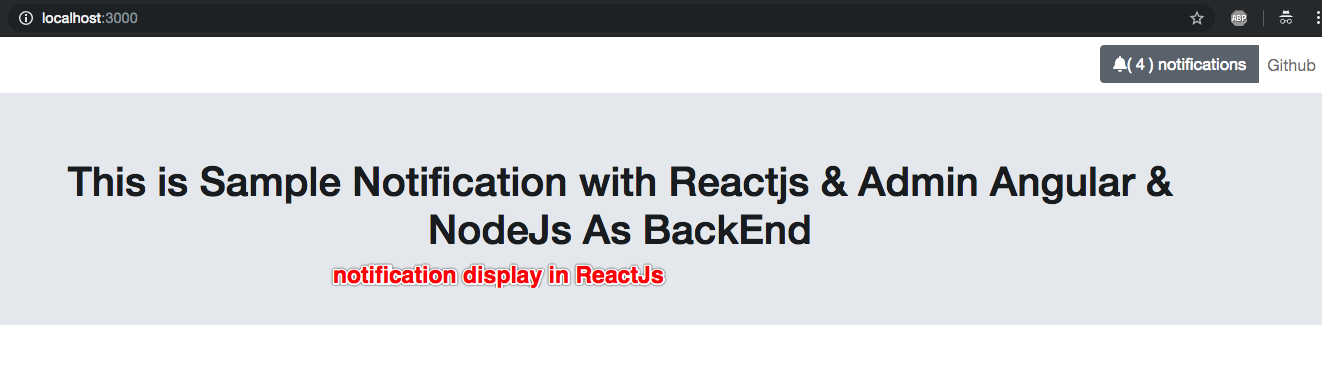 localhost:3000
ABP
( 4 ) notifications
Github
This is Sample Notification with Reactjs & Admin Angular &
NodeJs As BackEnd
notification display in ReactJs